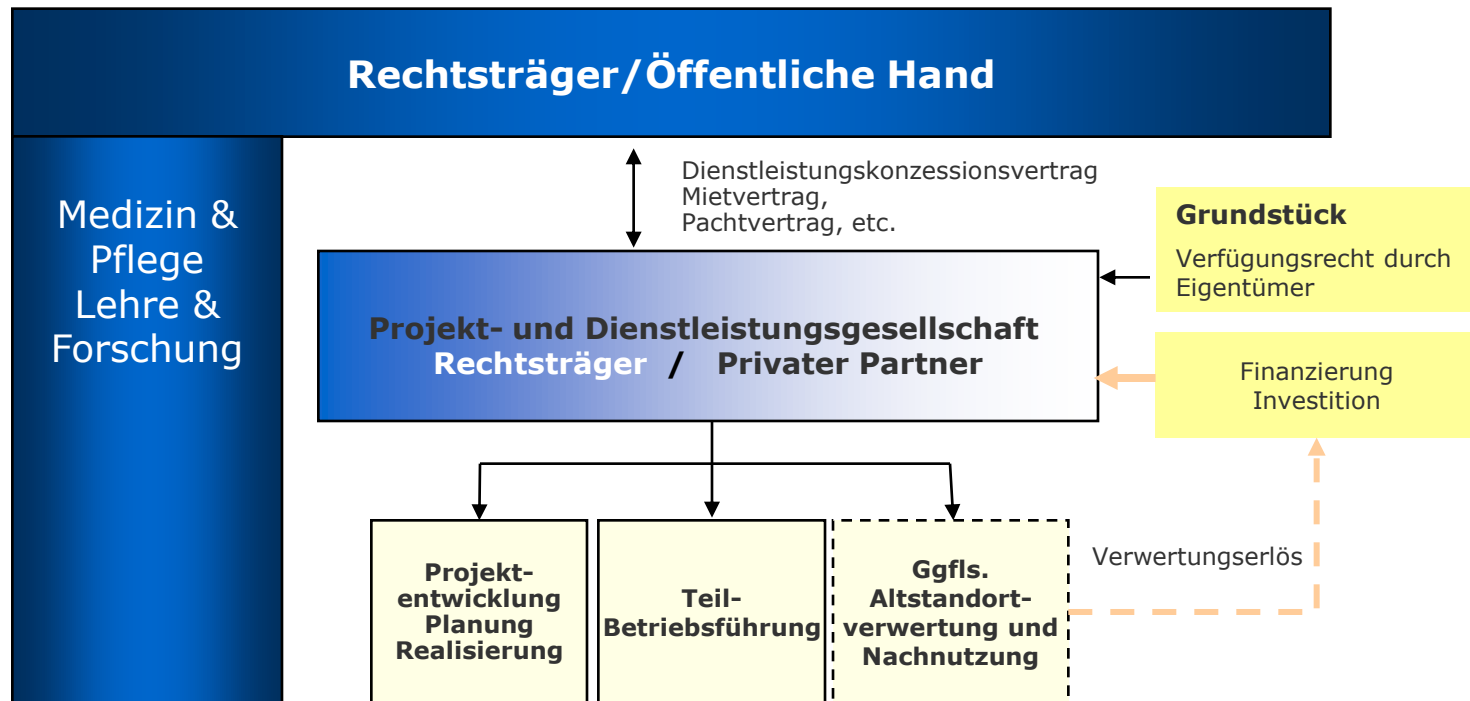 Rechtsträger/Öffentliche Hand
Medizin &
Pflege
Lehre &
Forschung
Dienstleistungskonzessionsvertrag
Mietvertrag,
Pachtvertrag, etc.
Grundstück
Verfügungsrecht durch
Eigentümer
Projekt- und Dienstleistungsgesellschaft
Rechtsträger / Privater Partner
Finanzierung
Investition
Projekt-
entwicklung
Planung
Realisierung
Teil-
Betriebsführung
Ggfls.
Altstandort-
verwertung und
Nachnutzung
Verwertungserlös